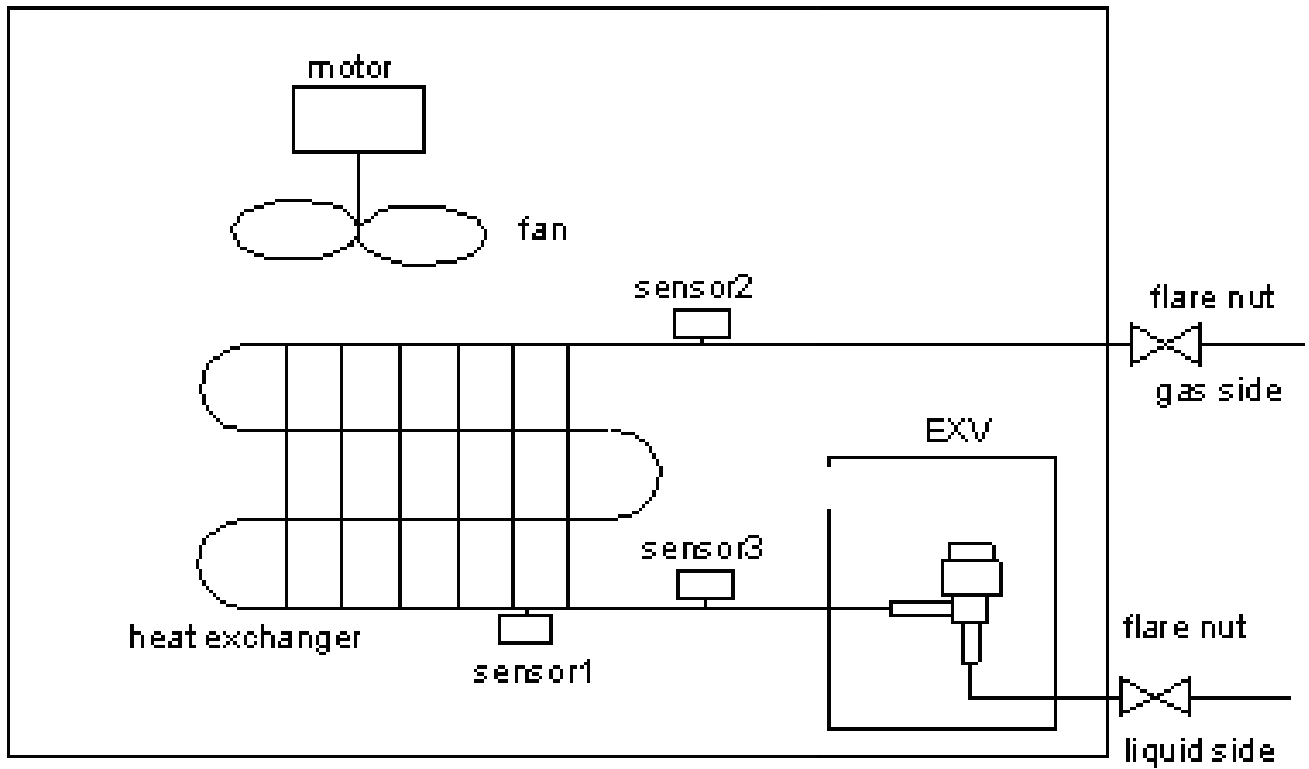 motor
fan
sensor2
flare nut
gas side
EXV
sensor3
heat exchanger
sensor1
flare nut
liquid side